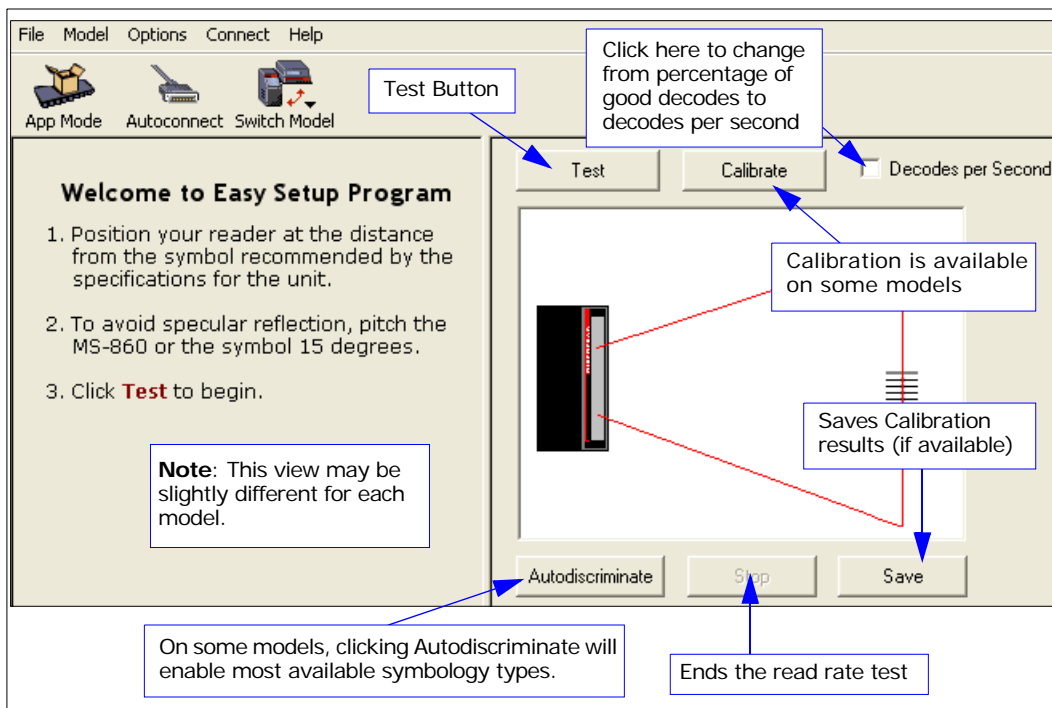 File Model Options Connect Help
App Mode Autoconnect Switch Model
Test Button
Click here to change
from percentage of
good decodes to
decodes per second
Welcome to Easy Setup Program
1. Position your reader at the distance
from the symbol recommended by the
specifications for the unit.
2. To avoid specular reflection, pitch the
MS-860 or the symbol 15 degrees.
3. Click Test to begin.
Note: This view may be
slightly different for each
model.
Test Calibrate Decodes per Second
Calibration is available
on some models
Saves Calibration
results (if available)
Autodiscriminate Stop Save
On some models, clicking Autodiscriminate will
enable most available symbology types.
Ends the read rate test